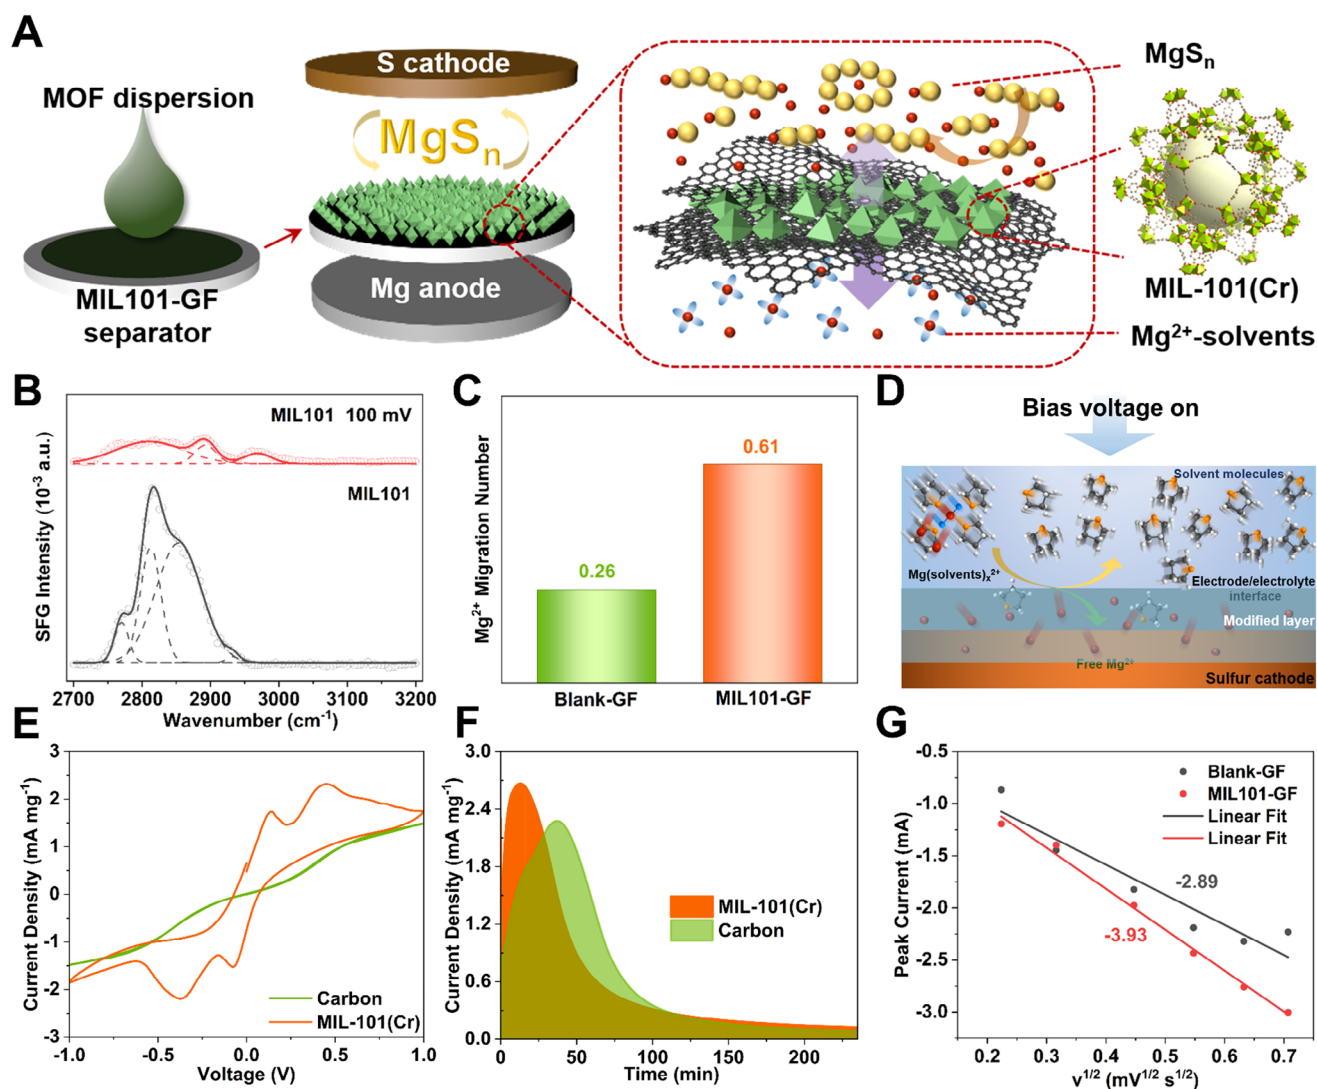 A
MOF dispersion
MIL101-GF
separator
S cathode
MgSn
Mg anode
MgSn
MIL-101(Cr)
Mg2+-solvents
B
MIL101 100 mV
MIL101
SFG Intensity (10-3 a.u.)
2700 2800 2900 3000 3100 3200
Wavenumber (cm-1)
C
Mg2+ Migration Number
0.26
0.61
Blank-GF MIL101-GF
D
Bias voltage on
Solvent molecules
Mg(solvents)x2+
Electrode/electrolyte
interface
Modified layer
Free Mg2+
Sulfur cathode
E
Current Density (mA mg-1)
3
2
1
0
-1
-2
-3
Carbon
MIL-101(Cr)
-1.0 -0.5 0.0 0.5 1.0
Voltage (V)
F
Current Density (mA mg-1)
3.0
2.4
1.8
1.2
0.6
0.0
MIL-101(Cr)
Carbon
0 50 100 150 200
Time (min)
G
Peak Current (mA)
-0.5
-1.0
-1.5
-2.0
-2.5
-3.0
Blank-GF
MIL101-GF
Linear Fit
Linear Fit
-2.89
-3.93
0.2 0.3 0.4 0.5 0.6 0.7
v1/2 (mV1/2 s1/2)